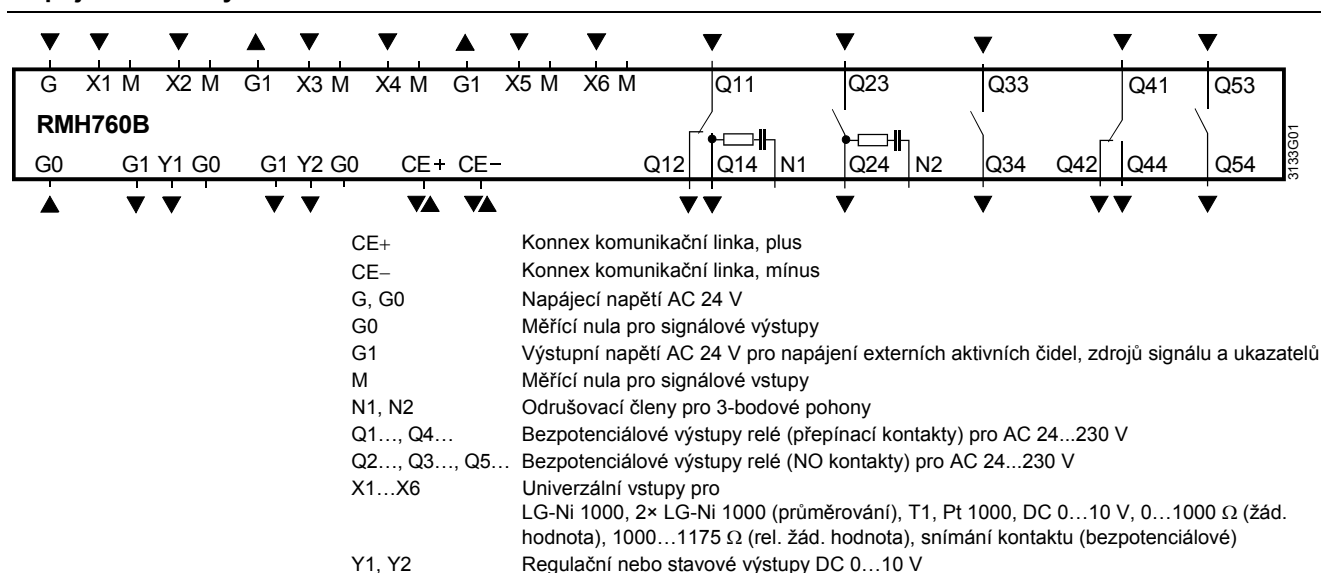 G X1 M X2 M G1 X3 M X4 M G1 X5 M X6 M Q11 Q23 Q33 Q41 Q53
RMH760B
G0 G1 Y1 G0 G1 Y2 G0 CE+ CE− Q12 Q14 N1 Q24 N2 Q34 Q42 Q44 Q54
3133G01
CE+ Konnex komunikační linka, plus
CE− Konnex komunikační linka, mínus
G, G0 Napájecí napětí AC 24 V
G0 Měřící nula pro signálové výstupy
G1 Výstupní napětí AC 24 V pro napájení externích aktivních čidel, zdrojů signálu a ukazatelů
M Měřící nula pro signálové vstupy
N1, N2 Odrušovací členy pro 3-bodové pohony
Q1…, Q4… Bezpotenciálové výstupy relé (přepínací kontakty) pro AC 24...230 V
Q2…, Q3…, Q5… Bezpotenciálové výstupy relé (NO kontakty) pro AC 24...230 V
X1…X6 Univerzální vstupy pro
LG-Ni 1000, 2× LG-Ni 1000 (průměrování), T1, Pt 1000, DC 0…10 V, 0…1000 Ω (žád.
hodnota), 1000…1175 Ω (rel. žád. hodnota), snímání kontaktu (bezpotenciálové)
Y1, Y2 Regulační nebo stavové výstupy DC 0…10 V